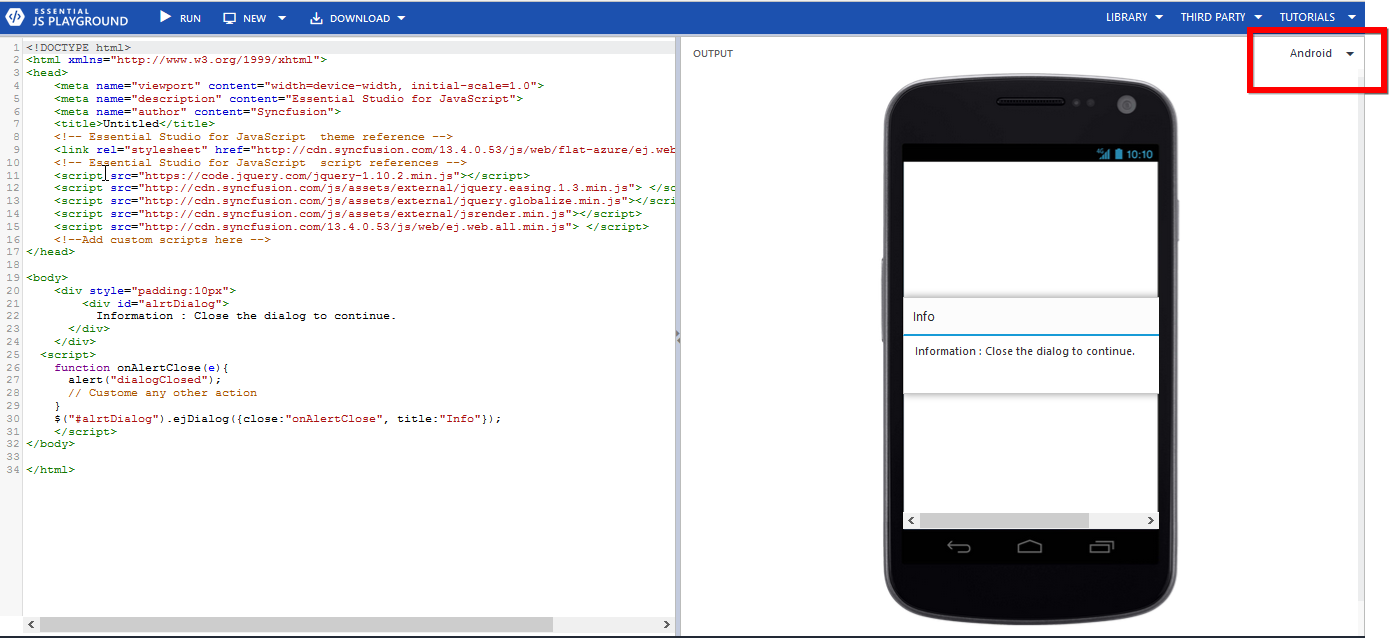 ESSENTIAL
JS PLAYGROUND
RUN
NEW
DOWNLOAD
LIBRARY
THIRD PARTY
TUTORIALS
1 <!DOCTYPE html>
2 <html xmlns="http://www.w3.org/1999/xhtml">
3 <head>
4     <meta name="viewport" content="width=device-width, initial-scale=1.0">
5     <meta name="description" content="Essential Studio for JavaScript">
6     <meta name="author" content="Syncfusion">
7     <title>Untitled</title>
8     <!-- Essential Studio for JavaScript  theme reference -->
9     <link rel="stylesheet" href="http://cdn.syncfusion.com/13.4.0.53/js/web/flat-azure/ej.web
10     <!-- Essential Studio for JavaScript  script references -->
11     <script src="https://code.jquery.com/jquery-1.10.2.min.js"></script>
12     <script src="http://cdn.syncfusion.com/js/assets/external/jquery.easing.1.3.min.js"> </sc
13     <script src="http://cdn.syncfusion.com/js/assets/external/jquery.globalize.min.js"></scri
14     <script src="http://cdn.syncfusion.com/js/assets/external/jsrender.min.js"></script>
15     <script src="http://cdn.syncfusion.com/13.4.0.53/js/web/ej.web.all.min.js"> </script>
16     <!--Add custom scripts here -->
17 </head>
18
19 <body>
20     <div style="padding:10px">
21         <div id="alrtDialog">
22           Information : Close the dialog to continue.
23       </div>
24     </div>
25   <script>
26     function onAlertClose(e){
27       alert("dialogClosed");
28       // Custome any other action
29     }
30     $("#alrtDialog").ejDialog({close:"onAlertClose", title:"Info"});
31     </script>
32 </body>
33
34 </html>
OUTPUT
Android
4G
10:10
Info
Information : Close the dialog to continue.